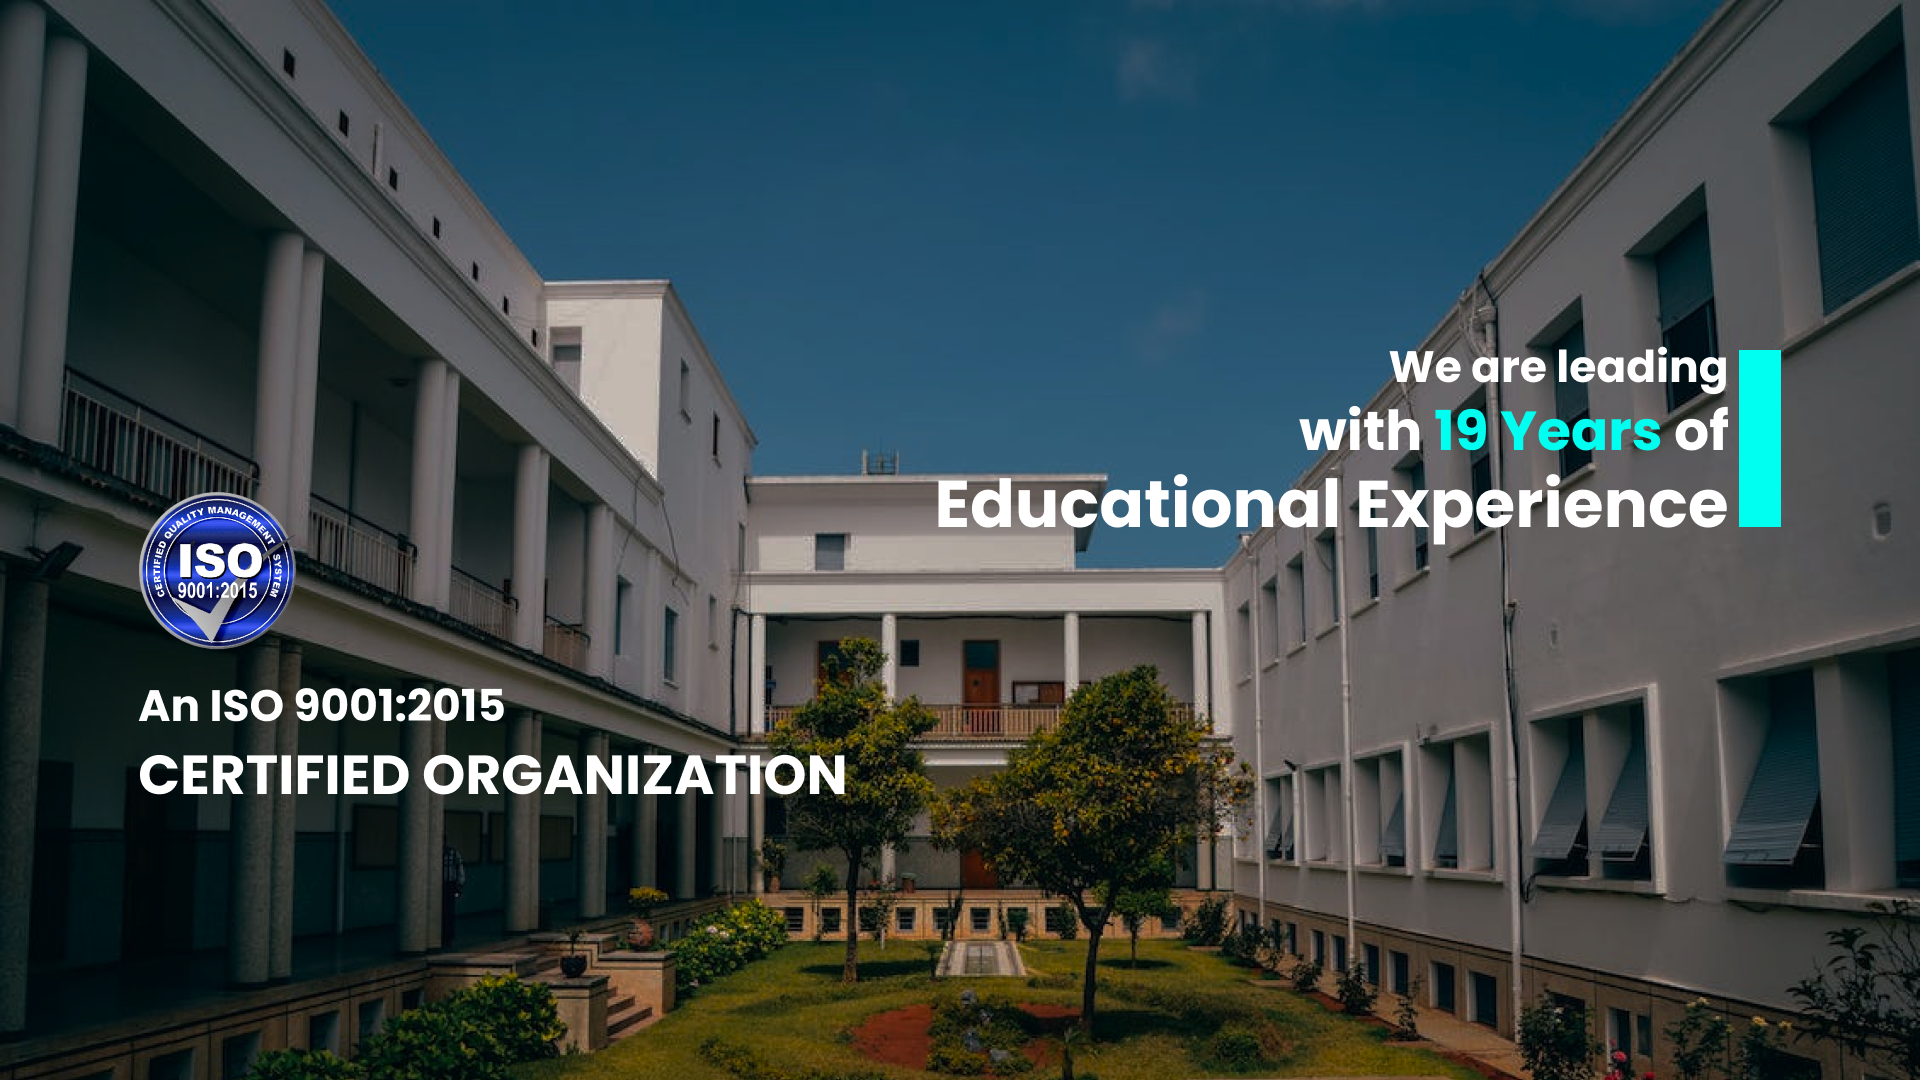 We are leading
with 19 Years of
Educational Experience
CERTIFIED QUALITY MANAGEMENT SYSTEM
ISO
9001:2015
An ISO 9001:2015
CERTIFIED ORGANIZATION